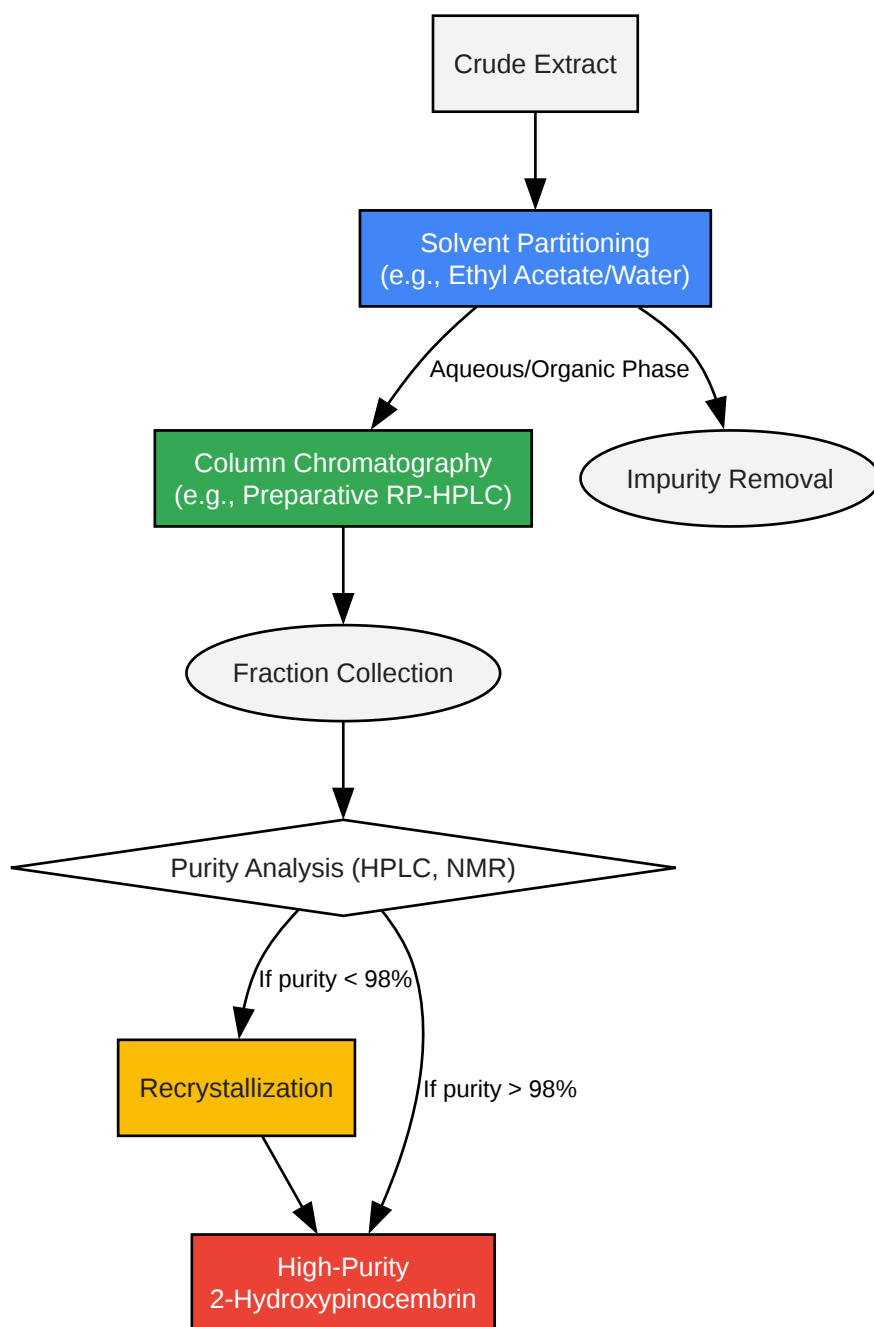 Crude Extract
Solvent Partitioning
(e.g., Ethyl Acetate/Water)
Aqueous/Organic Phase
Column Chromatography
(e.g., Preparative RP-HPLC)
Impurity Removal
Fraction Collection
Purity Analysis (HPLC, NMR)
If purity < 98%
Recrystallization
If purity > 98%
High-Purity
2-Hydroxypinocembrin